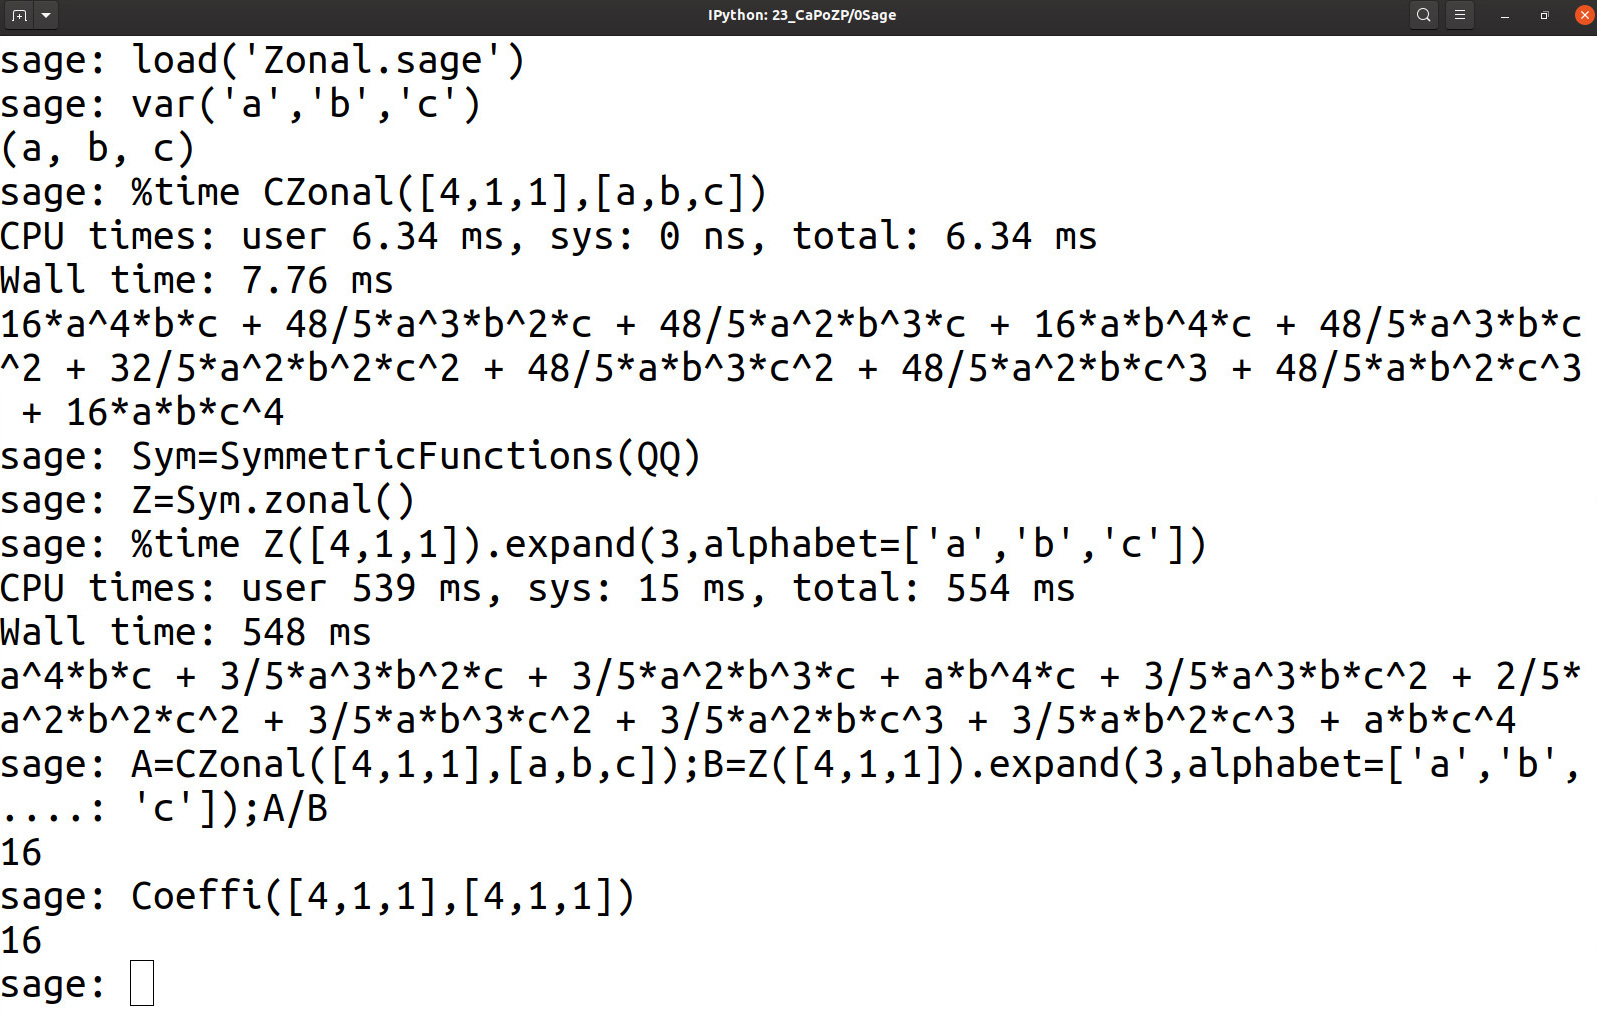 IPython: 23_CaPoZP/0Sage
sage: load('Zonal.sage')
sage: var('a','b','c')
(a, b, c)
sage: %time CZonal([4,1,1],[a,b,c])
CPU times: user 6.34 ms, sys: 0 ns, total: 6.34 ms
Wall time: 7.76 ms
16*a^4*b*c + 48/5*a^3*b^2*c + 48/5*a^2*b^3*c + 16*a*b^4*c + 48/5*a^3*b*c
^2 + 32/5*a^2*b^2*c^2 + 48/5*a*b^3*c^2 + 48/5*a^2*b*c^3 + 48/5*a*b^2*c^3
 + 16*a*b*c^4
sage: Sym=SymmetricFunctions(QQ)
sage: Z=Sym.zonal()
sage: %time Z([4,1,1]).expand(3,alphabet=['a','b','c'])
CPU times: user 539 ms, sys: 15 ms, total: 554 ms
Wall time: 548 ms
a^4*b*c + 3/5*a^3*b^2*c + 3/5*a^2*b^3*c + a*b^4*c + 3/5*a^3*b*c^2 + 2/5*
a^2*b^2*c^2 + 3/5*a*b^3*c^2 + 3/5*a^2*b*c^3 + 3/5*a*b^2*c^3 + a*b*c^4
sage: A=CZonal([4,1,1],[a,b,c]);B=Z([4,1,1]).expand(3,alphabet=['a','b',
....: 'c']);A/B
16
sage: Coeffi([4,1,1],[4,1,1])
16
sage: